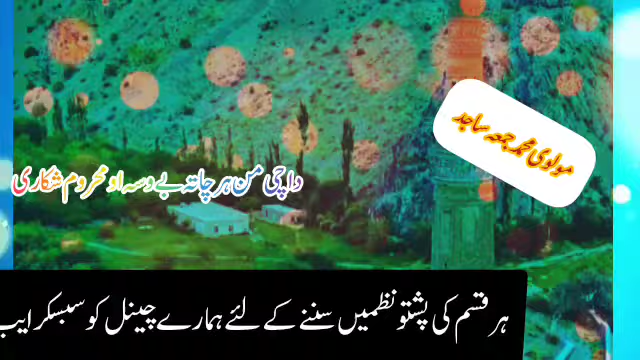 مولوی محمد جمعہ ساجد
داچی من ہر چاتہ بے وسہ او محروم ښکاری
ہر قسم کی پشتو نظمیں سننے کے لئے ہمارے چینل کو سبسکرایب